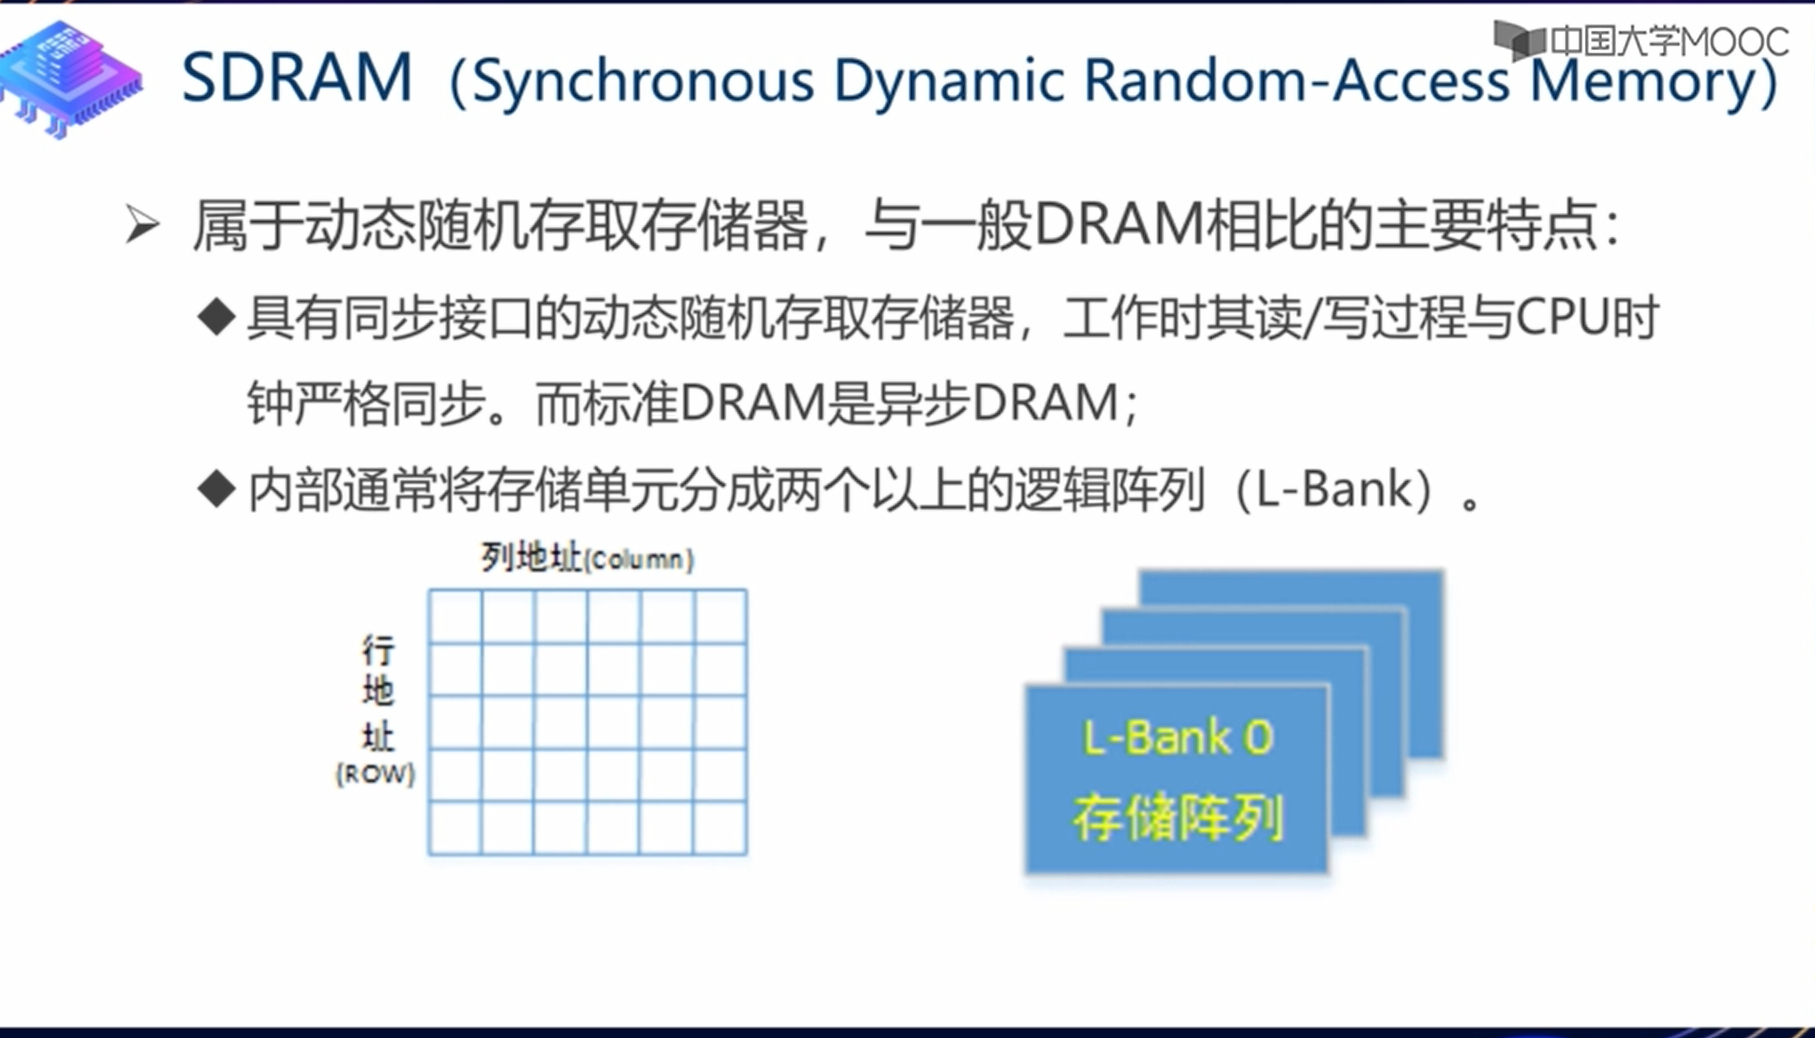 中国大学MOOC
SDRAM（Synchronous Dynamic Random-Access Memory）
属于动态随机存取存储器，与一般DRAM相比的主要特点：
具有同步接口的动态随机存取存储器，工作时其读/写过程与CPU时
钟严格同步。而标准DRAM是异步DRAM；
内部通常将存储单元分成两个以上的逻辑阵列（L-Bank）。
列地址(Column)
行
地
址
(ROW)
L-Bank 0
存储阵列